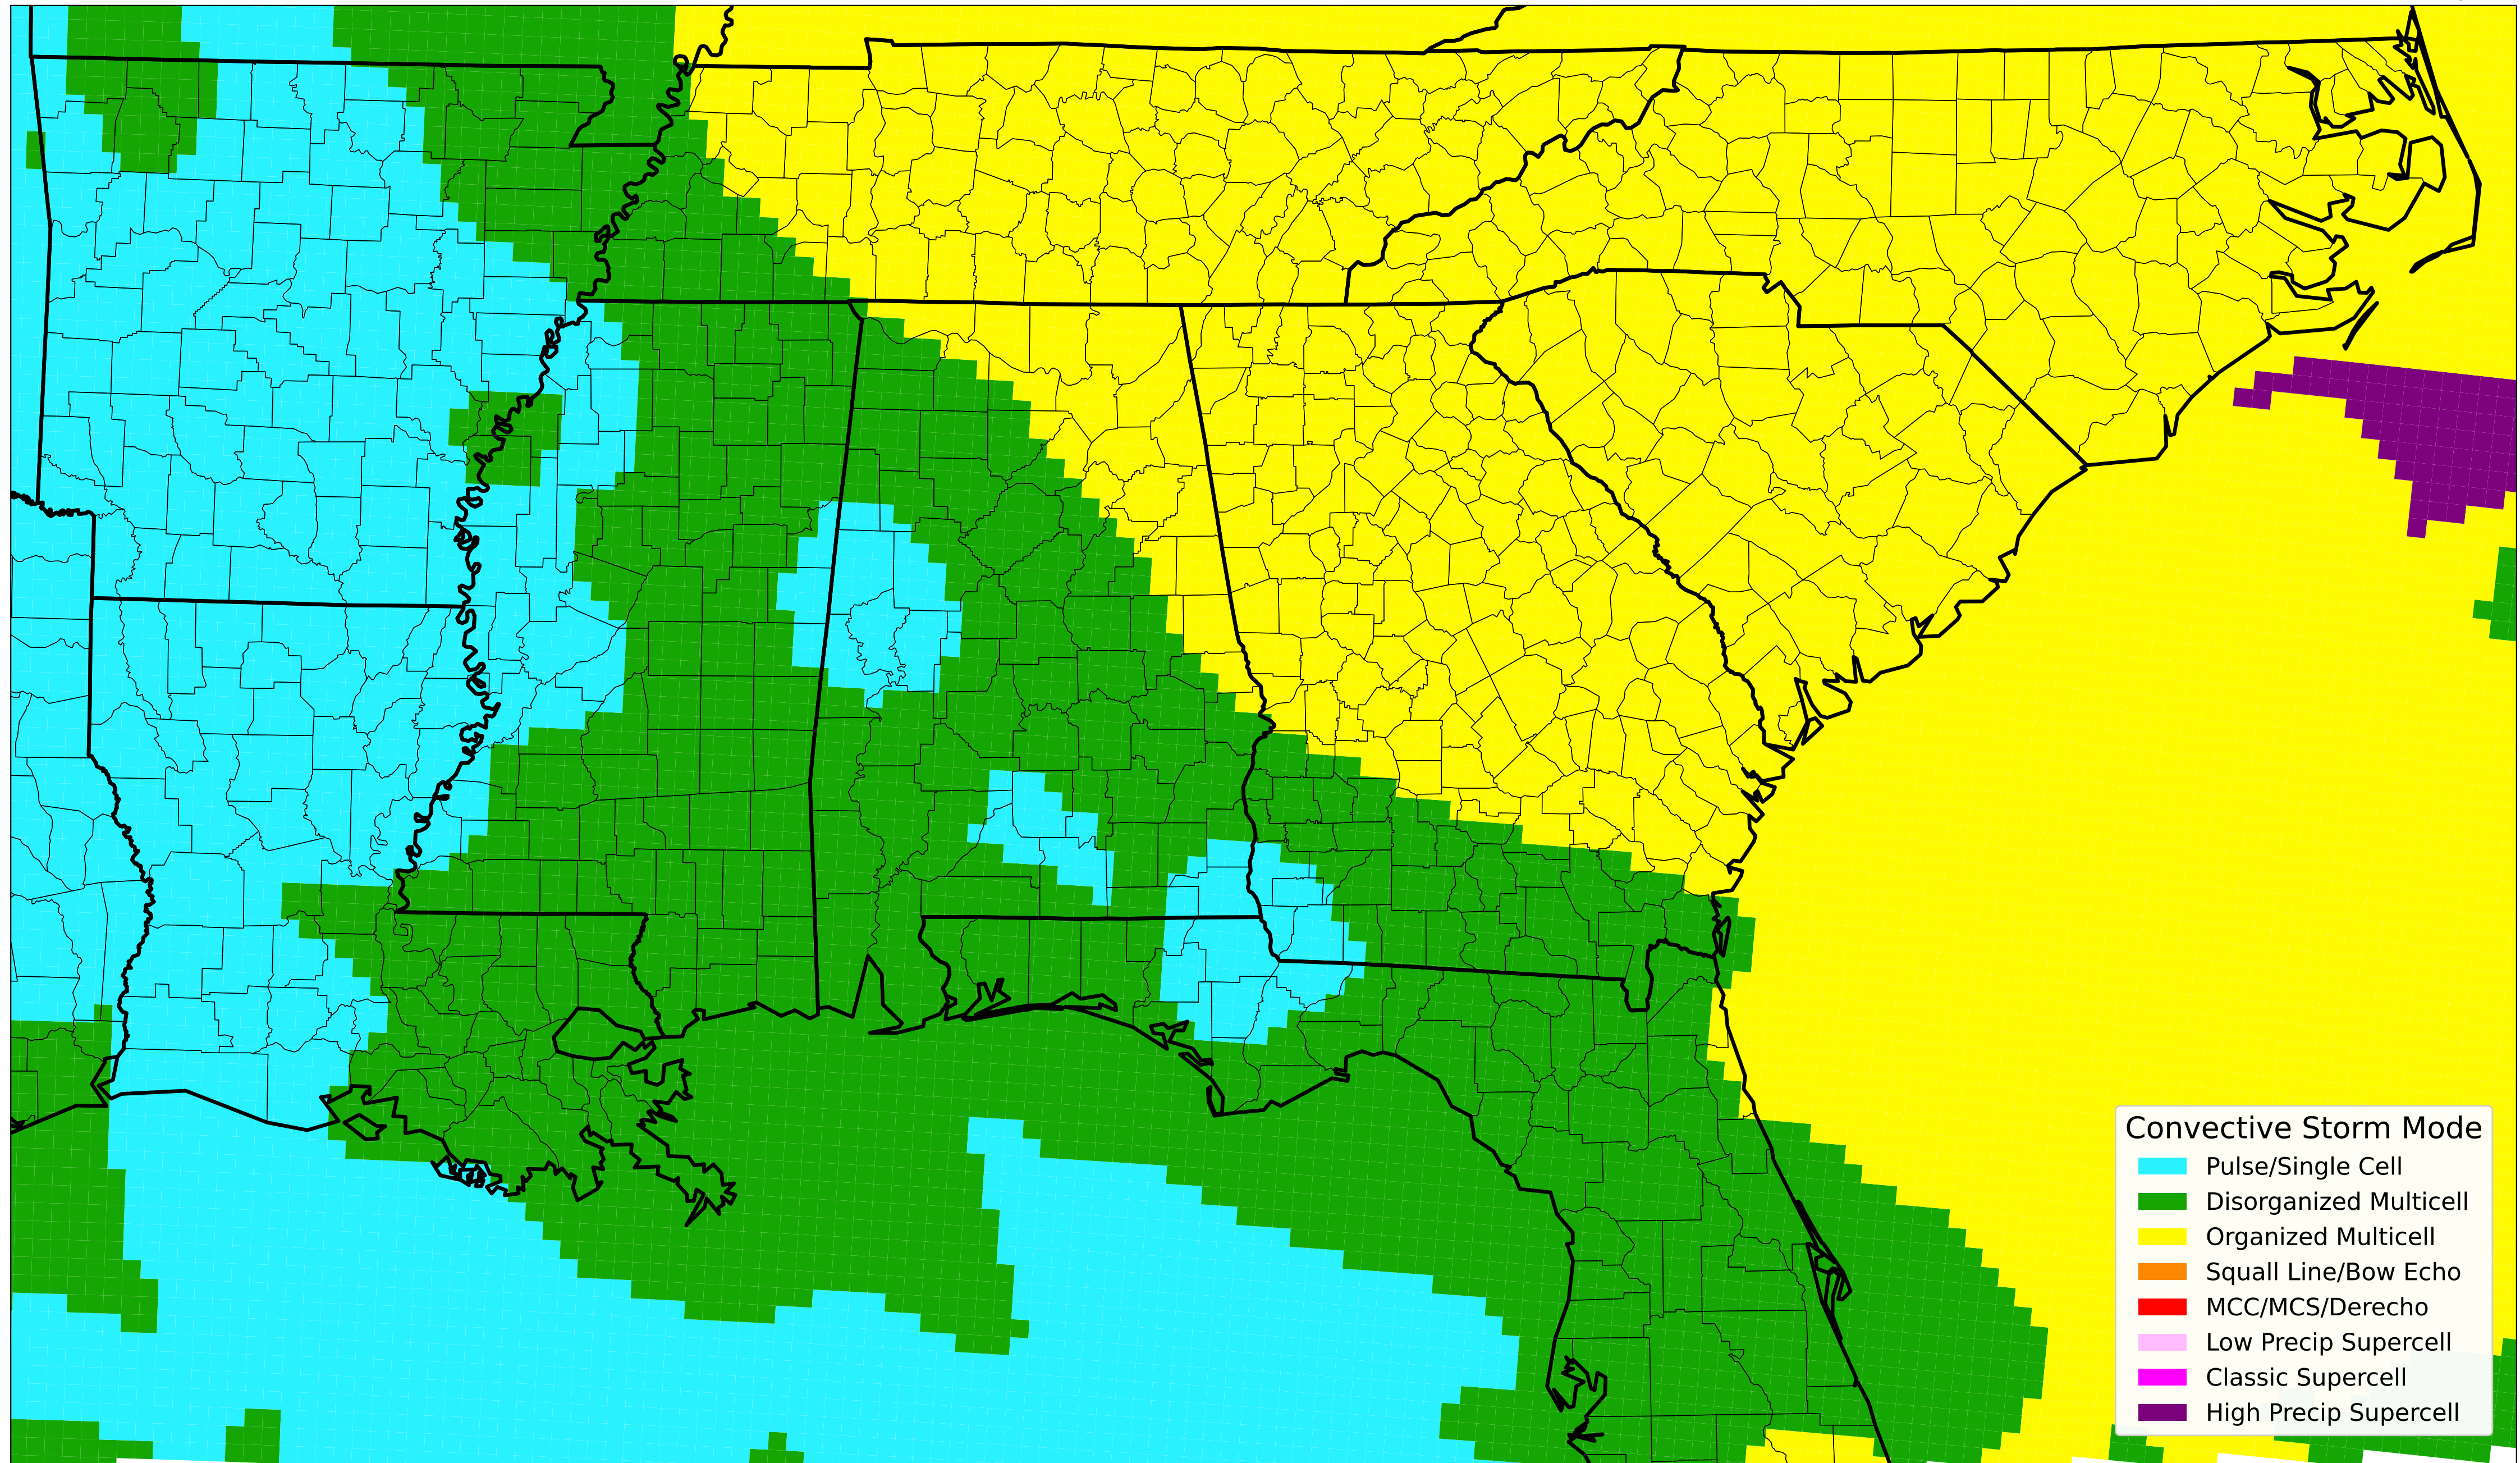 Convective Storm Mode
Pulse/Single Cell
Disorganized Multicell
Organized Multicell
Squall Line/Bow Echo
MCC/MCS/Derecho
Low Precip Supercell
Classic Supercell
High Precip Supercell